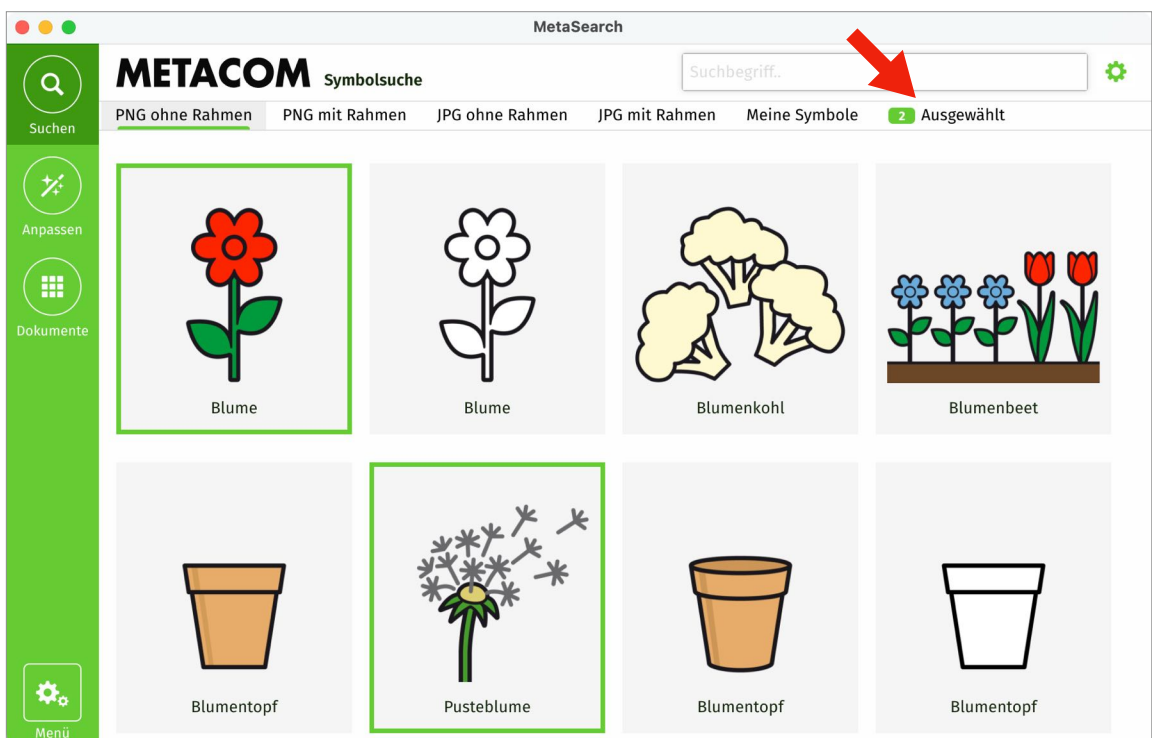 MetaSearch
METACOM Symbolsuche
Suchbegriff..
Suchen
PNG ohne Rahmen PNG mit Rahmen JPG ohne Rahmen JPG mit Rahmen Meine Symbole 2 Ausgewählt
Anpassen
Dokumente
Blume Blume Blumenkohl Blumenbeet
Blumentopf Pusteblume Blumentopf Blumentopf
Menü